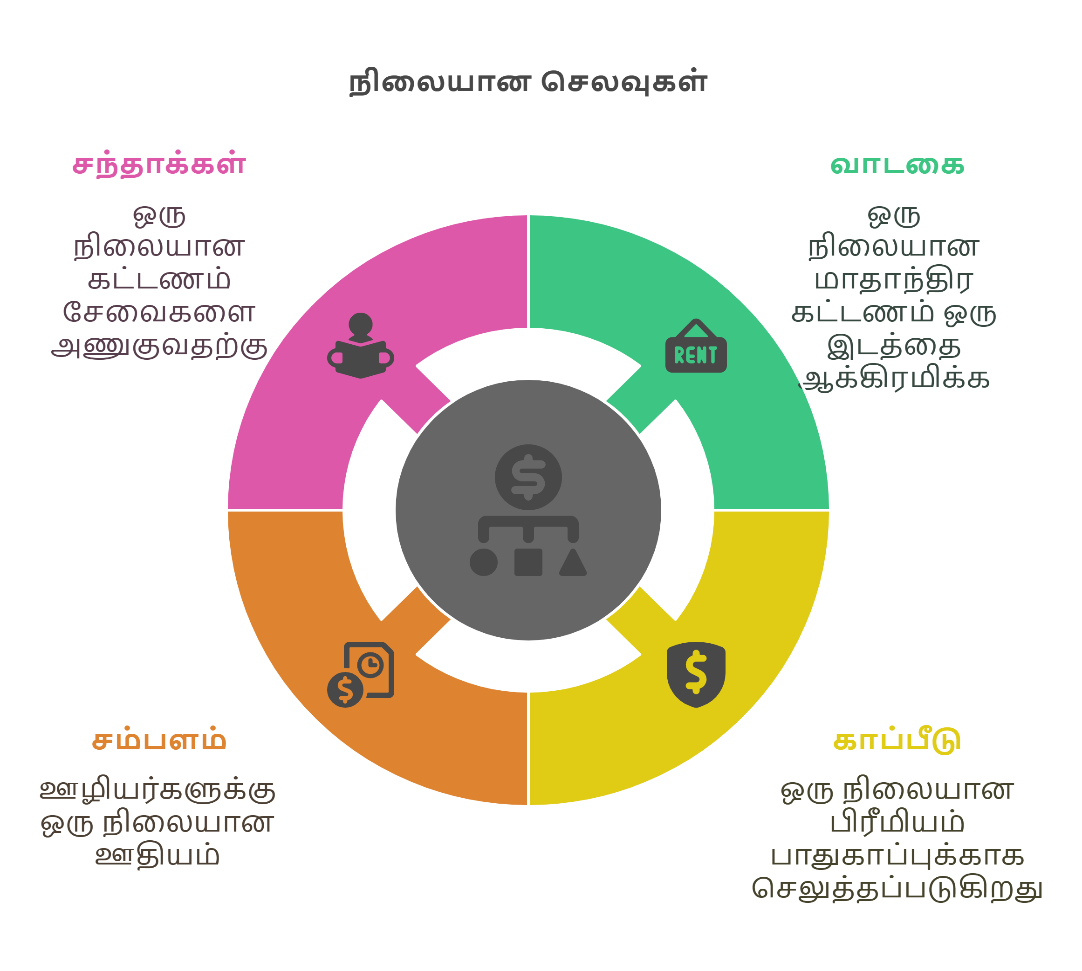 நிலையான செலவுகள்
சந்தாக்கள்
ஒரு
நிலையான
கட்டணம்
சேவைகளை
அணுகுவதற்கு
வாடகை
ஒரு
நிலையான
மாதாந்திர
கட்டணம் ஒரு
இடத்தை
ஆக்கிரமிக்க
RENT
சம்பளம்
ஊழியர்களுக்கு
ஒரு நிலையான
ஊதியம்
காப்பீடு
ஒரு நிலையான
பிரீமியம்
பாதுகாப்புக்காக
செலுத்தப்படுகிறது